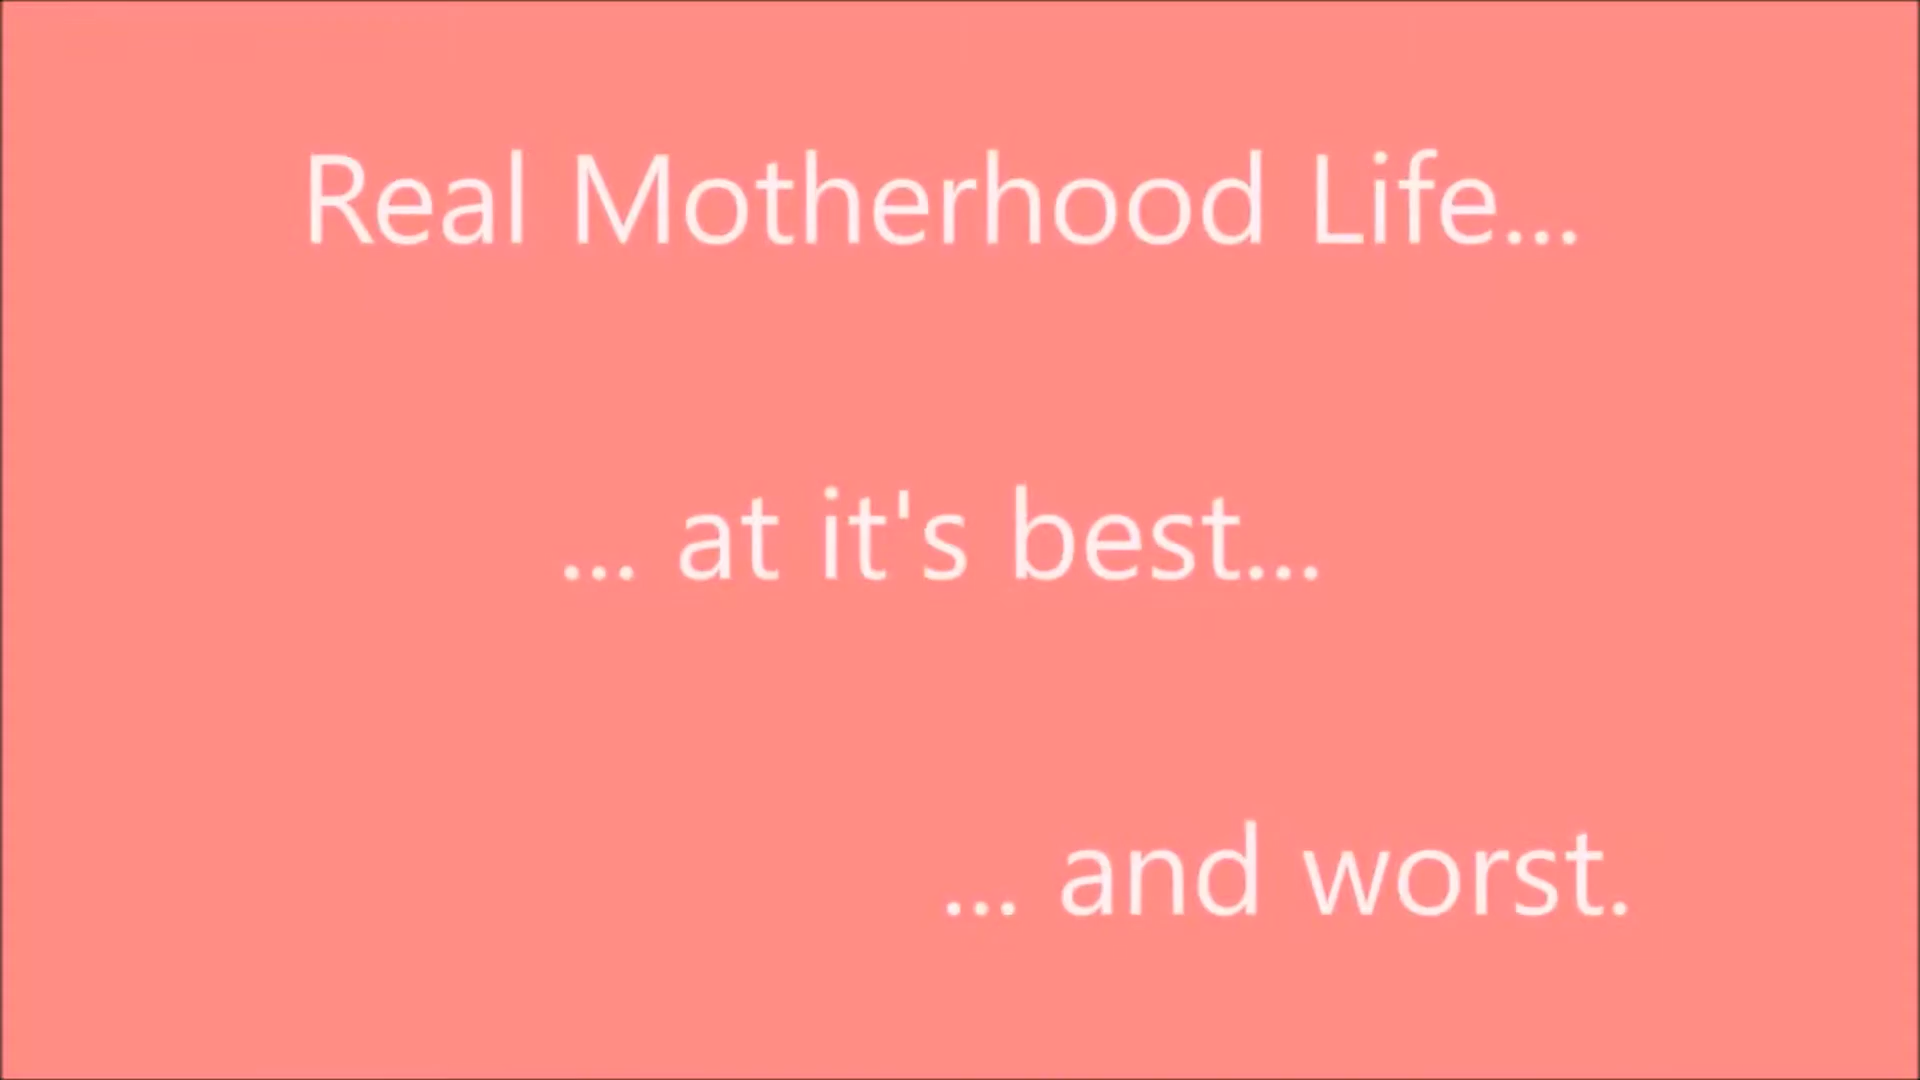 Real Motherhood Life...
... at it's best...
... and worst.